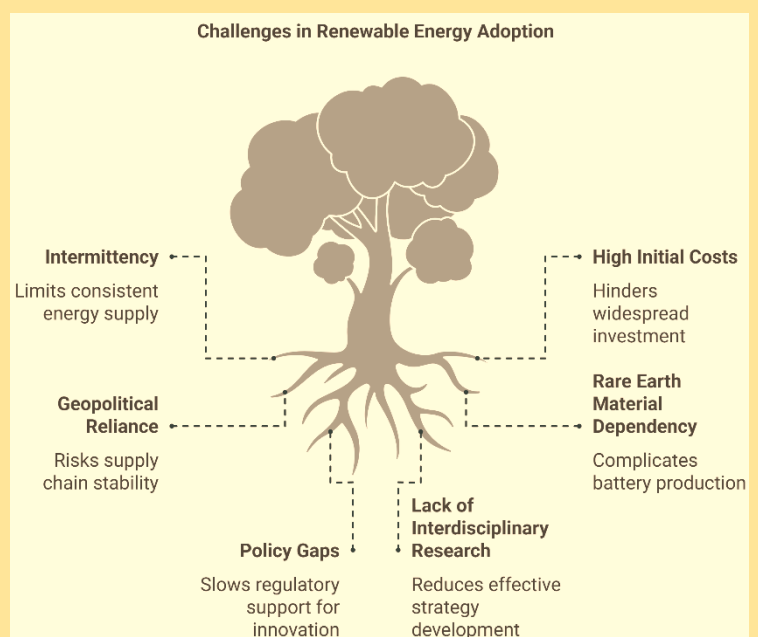 Challenges in Renewable Energy Adoption
Intermittency
Limits consistent
energy supply
High Initial Costs
Hinders
widespread
investment
Geopolitical
Reliance
Risks supply
chain stability
Rare Earth
Material
Dependency
Complicates
battery production
Policy Gaps
Slows regulatory
support for
innovation
Lack of
Interdisciplinary
Research
Reduces effective
strategy
development